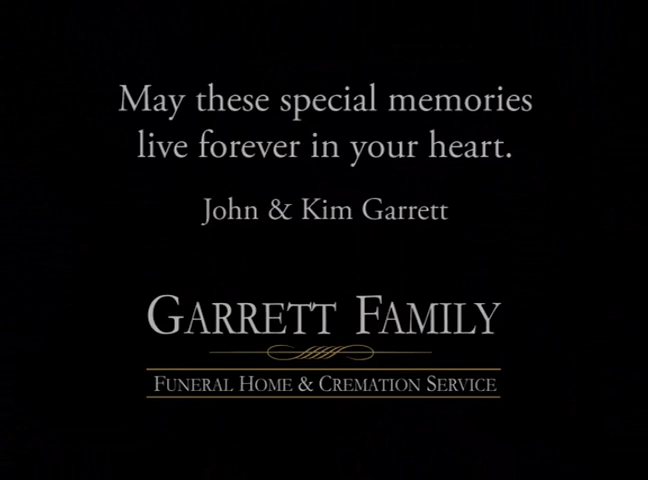 May these special memories
live forever in your heart.
John & Kim Garrett
GARRETT FAMILY
FUNERAL HOME & CREMATION SERVICE